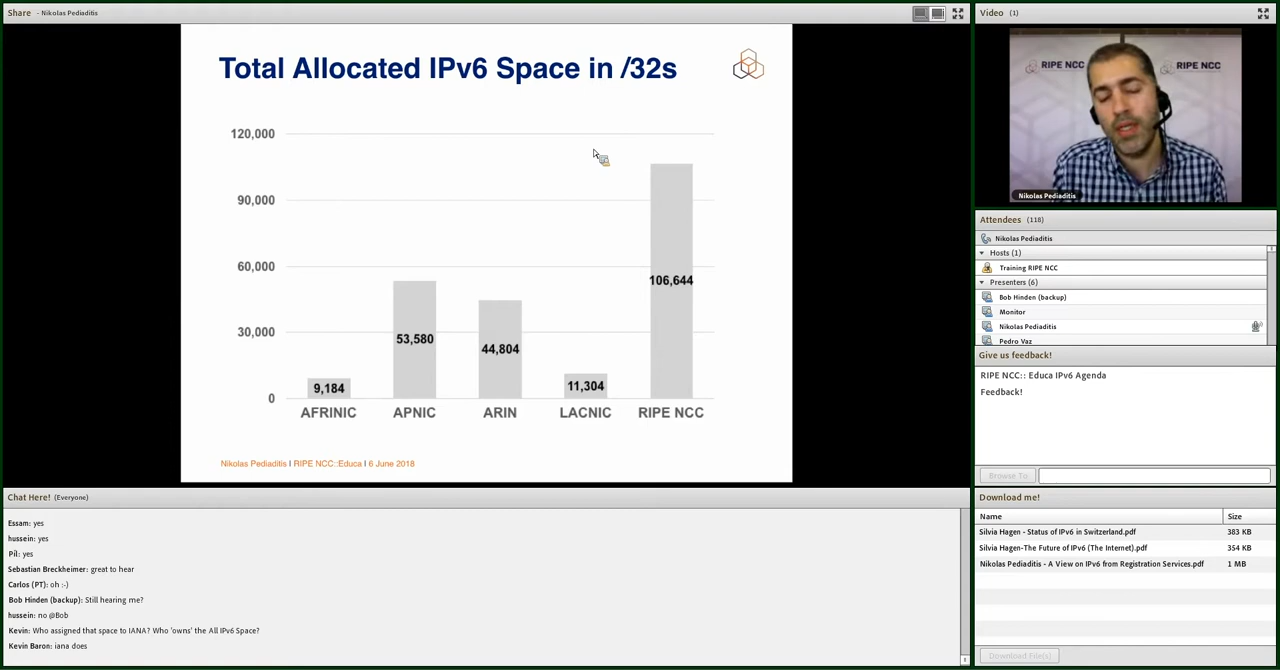 Share - Nikolas Pediaditis
Total Allocated IPv6 Space in /32s
120,000
90,000
60,000
30,000
0
9,184
53,580
44,804
11,304
106,644
AFRINIC
APNIC
ARIN
LACNIC
RIPE NCC
Nikolas Pediaditis I RIPE NCC::Educa I 6 June 2018
Video (1)
RIPE NCC
RIPE NCC
Nikolas Pediaditis
Attendees (118)
Nikolas Pediaditis
Hosts (1)
Training RIPE NCC
Presenters (6)
Bob Hinden (backup)
Monitor
Nikolas Pediaditis
Pedro Vaz
Give us feedback!
RIPE NCC:: Educa IPv6 Agenda
Feedback!
Browse To
Chat Here! (Everyone)
Essam: yes
hussein: yes
Pil: yes
Sebastian Breckheimer: great to hear
Carlos (PT): oh :-)
Bob Hinden (backup): Still hearing me?
hussein: no @Bob
Kevin: Who assigned that space to IANA? Who 'owns' the All IPv6 Space?
Kevin Baron: iana does
Download me!
Name Size
Silvia Hagen - Status of IPv6 in Switzerland.pdf 383 KB
Silvia Hagen-The Future of IPv6 (The Internet).pdf 354 KB
Nikolas Pediaditis - A View on IPv6 from Registration Services.pdf 1 MB
Download File(s)